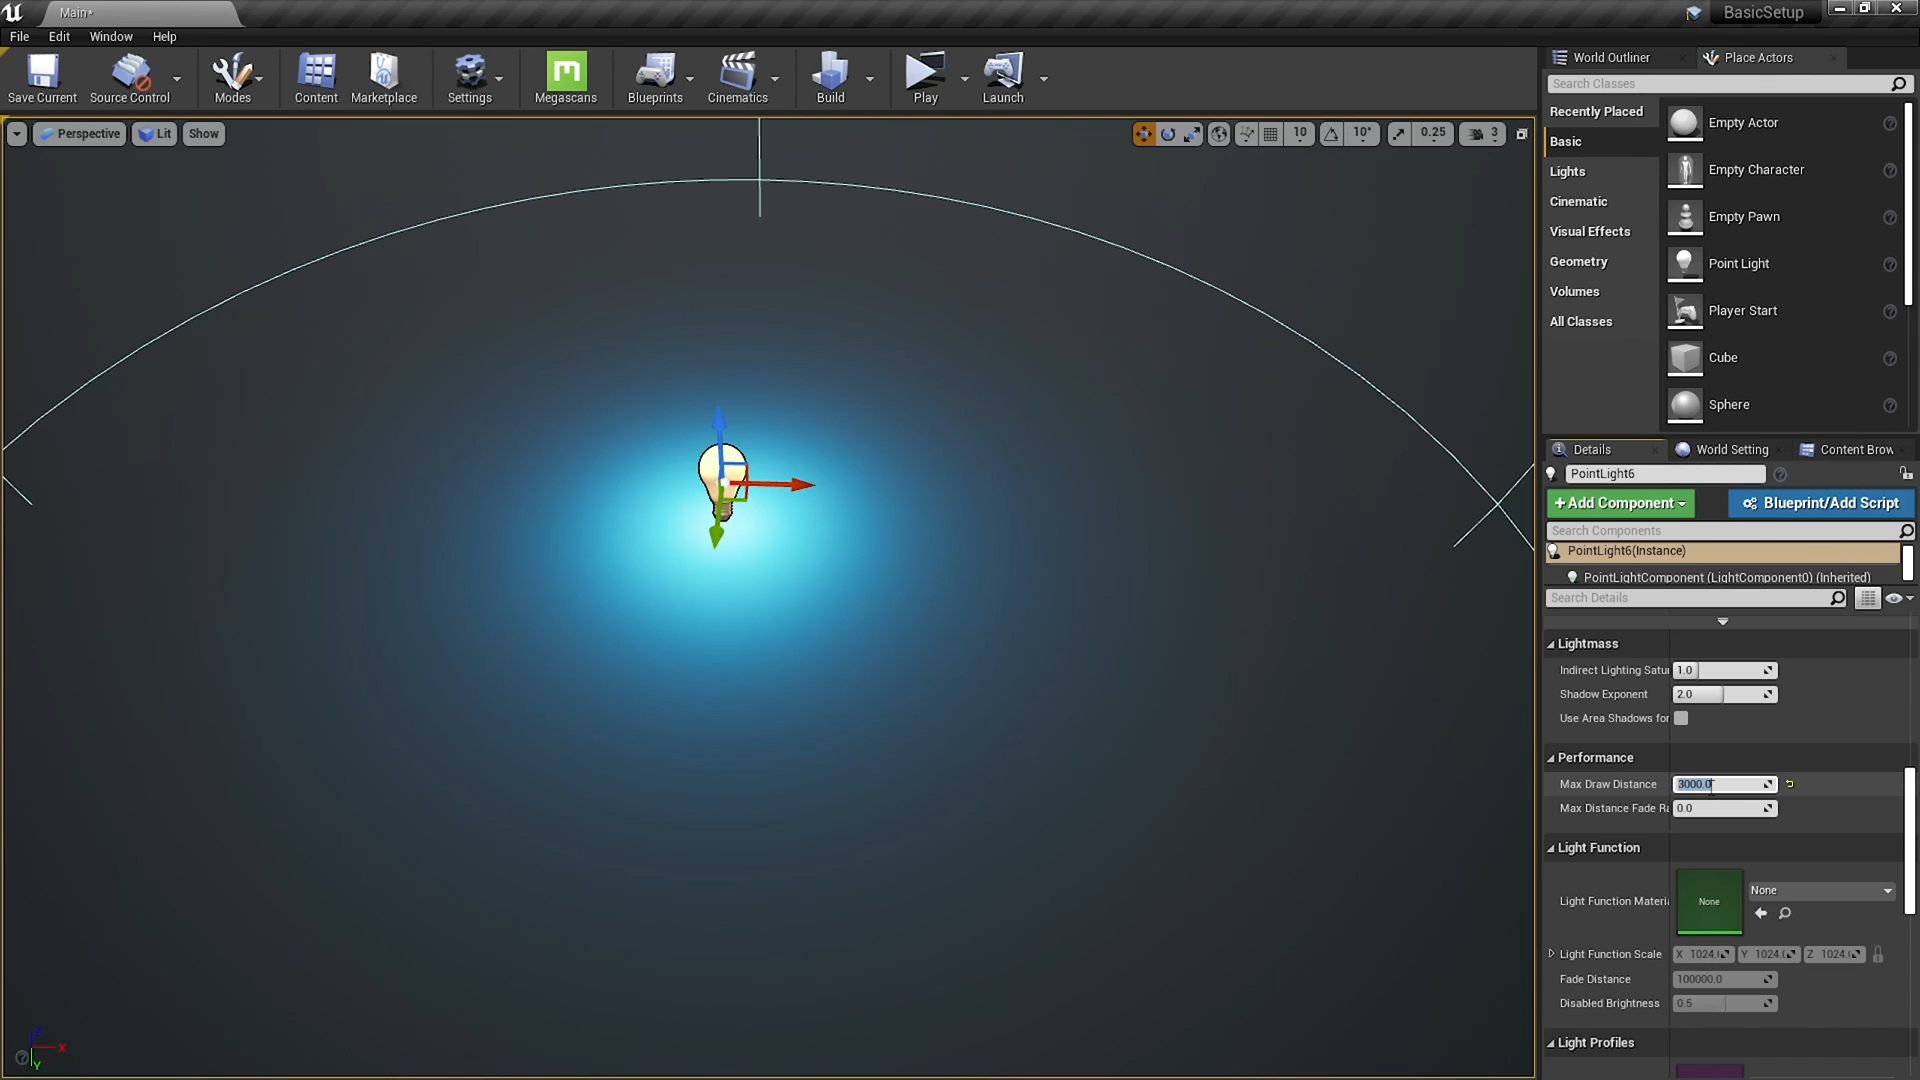 Main*
BasicSetup
File Edit Window Help
Save Current Source Control Modes Content Marketplace Settings Megascans Blueprints Cinematics Build Play Launch
Perspective Lit Show
10 10° 0.25 3
World Outliner Place Actors
Search Classes
Recently Placed
Basic
Lights
Cinematic
Visual Effects
Geometry
Volumes
All Classes
Empty Actor
Empty Character
Empty Pawn
Point Light
Player Start
Cube
Sphere
Details World Setting Content Brow
PointLight6
+Add Component Blueprint/Add Script
Search Components
PointLight6(Instance)
PointLightComponent (LightComponent0) (Inherited)
Search Details
Lightmass
Indirect Lighting Satu 1.0
Shadow Exponent 2.0
Use Area Shadows for
Performance
Max Draw Distance 3000.0
Max Distance Fade Ra 0.0
Light Function
Light Function Materia None None
Light Function Scale X 1024.0 Y 1024.0 Z 1024.0
Fade Distance 100000.0
Disabled Brightness 0.5
Light Profiles
Z X
Y